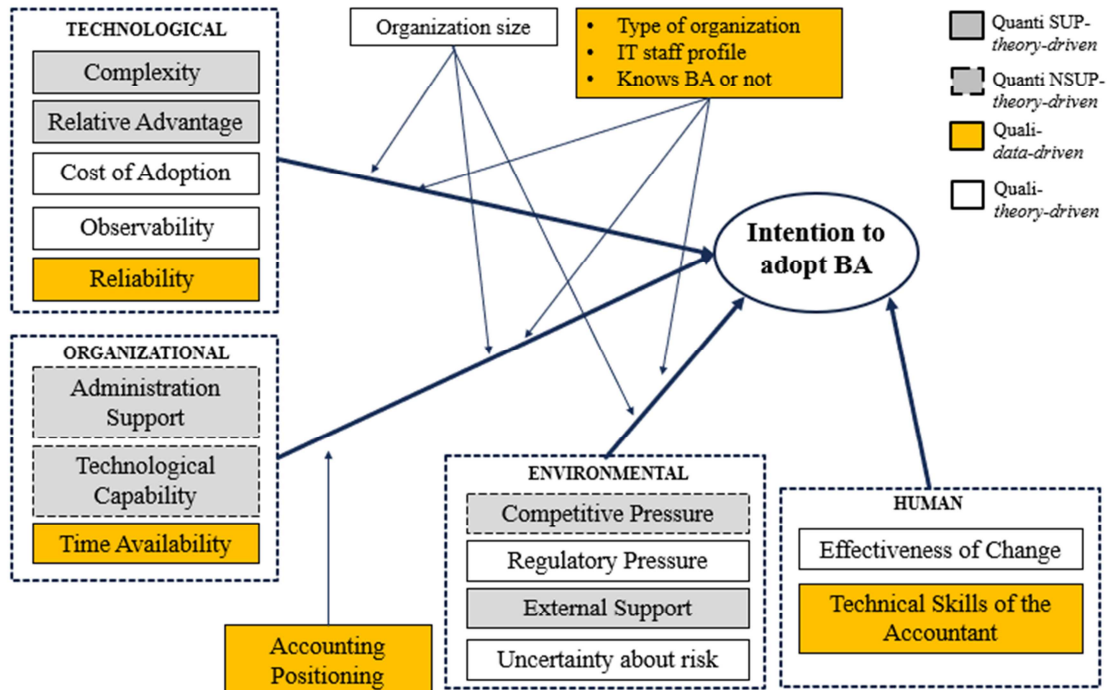 TECHNOLOGICAL
Complexity
Relative Advantage
Cost of Adoption
Observability
Reliability
Organization size
• Type of organization
• IT staff profile
• Knows BA or not
Quanti SUP-
theory-driven
Quanti NSUP-
theory-driven
Quali-
data-driven
Quali-
theory-driven
Intention to
adopt BA
ORGANIZATIONAL
Administration
Support
Technological
Capability
Time Availability
Accounting
Positioning
ENVIRONMENTAL
Competitive Pressure
Regulatory Pressure
External Support
Uncertainty about risk
HUMAN
Effectiveness of Change
Technical Skills of the
Accountant